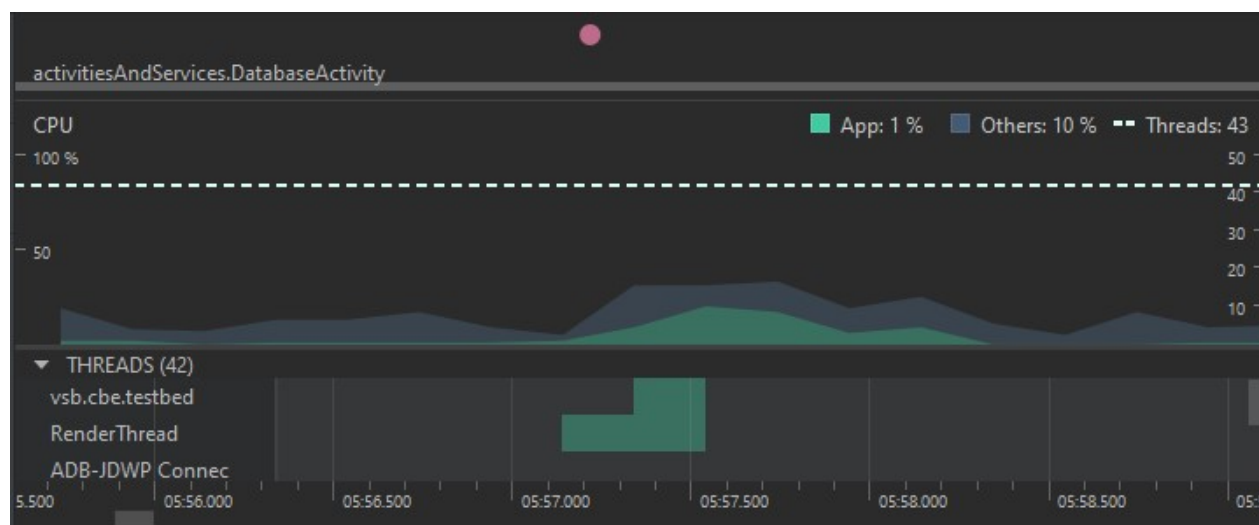 activitiesAndServices.DatabaseActivity
CPU App: 1 % Others: 10 % Threads: 43
100 % 50
40
50 30
20
10
THREADS (42)
vsb.cbe.testbed
RenderThread
ADB-JDWP Connec
5.500 05:56.000 05:56.500 05:57.000 05:57.500 05:58.000 05:58.500 05: